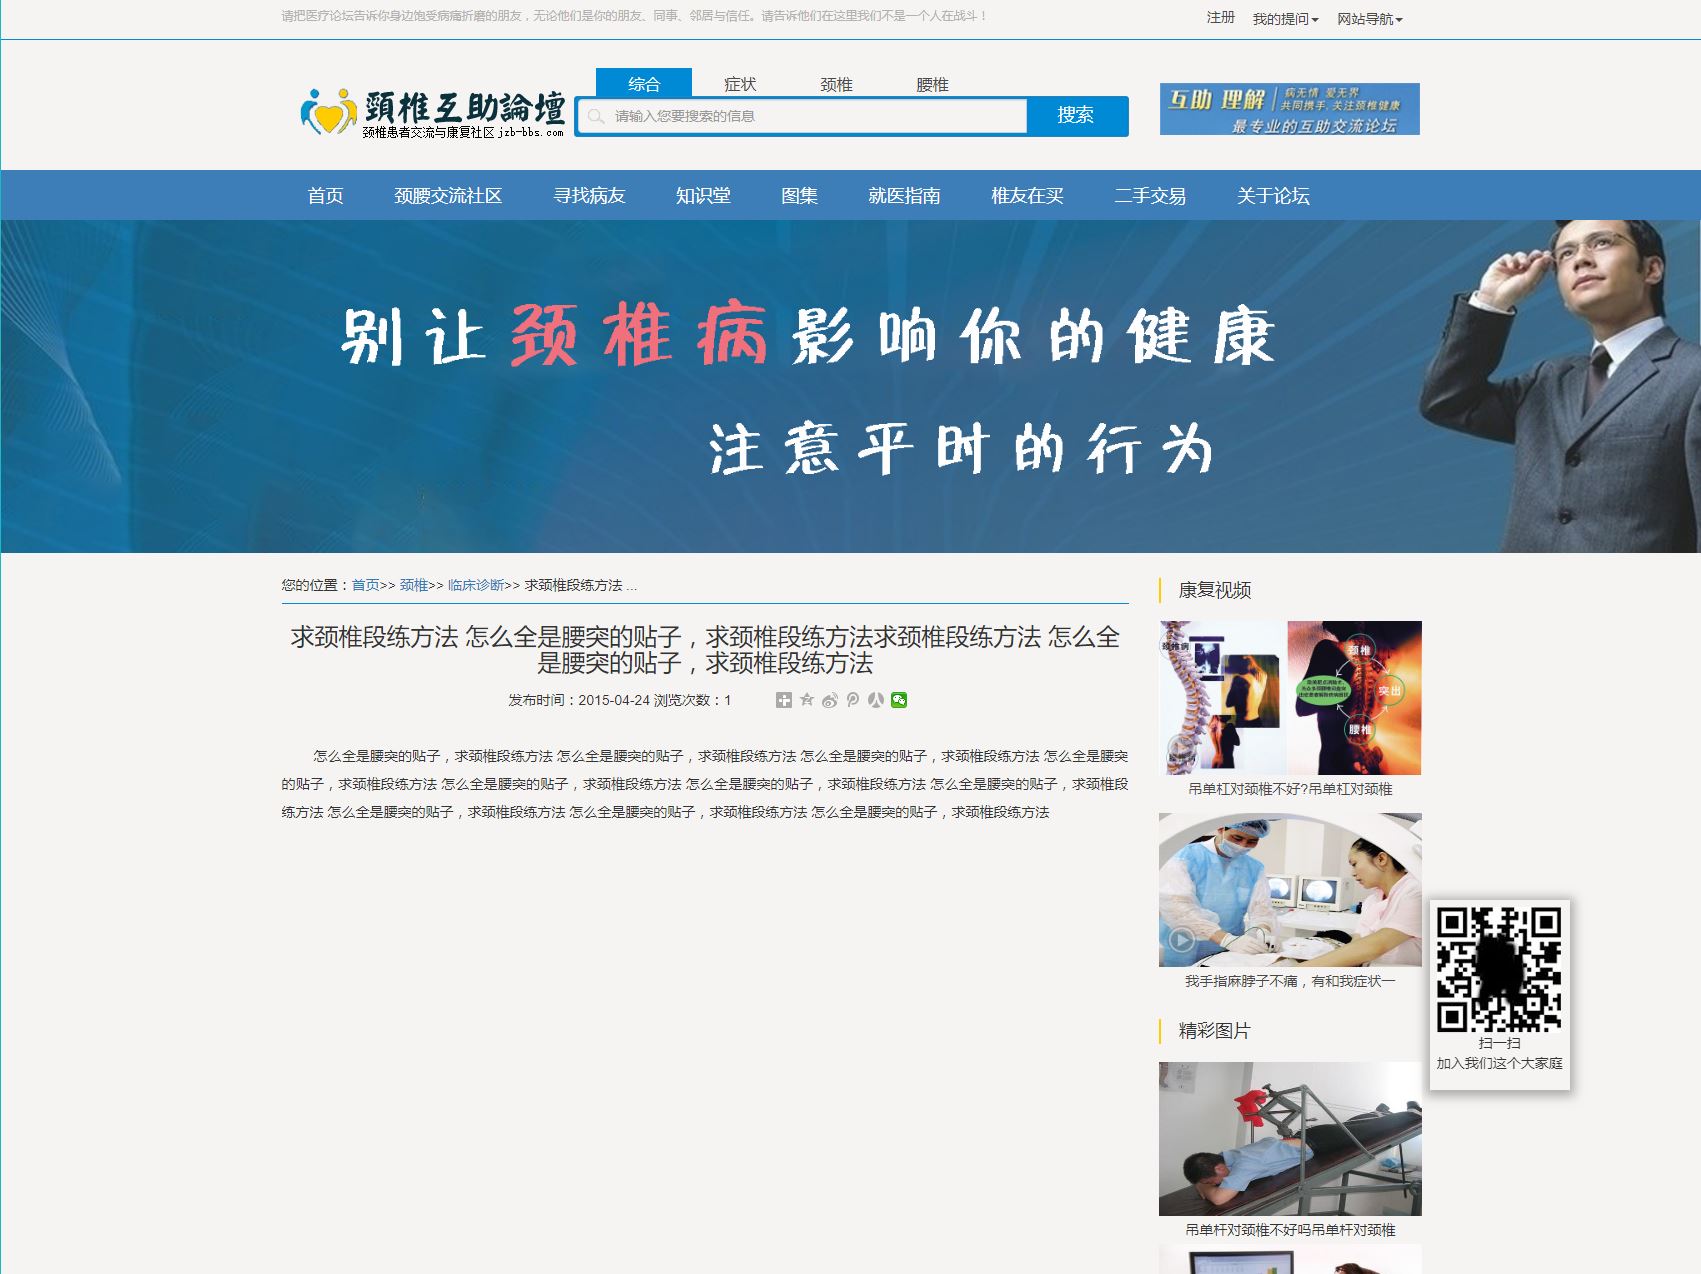 请把医疗论坛告诉你身边饱受病痛折磨的朋友，无论他们是你的朋友、同事、邻居与信任。请告诉他们在这里我们不是一个人在战斗！
注册 我的提问 网站导航
综合 症状 颈椎 腰椎
頚椎互助論壇
颈椎患者交流与康复社区 jzb-bbs.com
请输入您要搜索的信息 搜索
互助 理解 病无情 爱无界
共同携手,关注颈椎健康
最专业的互助交流论坛
首页 颈腰交流社区 寻找病友 知识堂 图集 就医指南 椎友在买 二手交易 关于论坛
别让颈椎病影响你的健康
注意平时的行为
您的位置：首页>> 颈椎>> 临床诊断>> 求颈椎段练方法 ...
求颈椎段练方法 怎么全是腰突的贴子，求颈椎段练方法求颈椎段练方法 怎么全
是腰突的贴子，求颈椎段练方法
发布时间：2015-04-24 浏览次数：1
怎么全是腰突的贴子，求颈椎段练方法 怎么全是腰突的贴子，求颈椎段练方法 怎么全是腰突的贴子，求颈椎段练方法 怎么全是腰突
的贴子，求颈椎段练方法 怎么全是腰突的贴子，求颈椎段练方法 怎么全是腰突的贴子，求颈椎段练方法 怎么全是腰突的贴子，求颈椎段
练方法 怎么全是腰突的贴子，求颈椎段练方法 怎么全是腰突的贴子，求颈椎段练方法 怎么全是腰突的贴子，求颈椎段练方法
康复视频
颈椎病
颈椎
突出
腰椎
吊单杠对颈椎不好?吊单杠对颈椎
我手指麻脖子不痛，有和我症状一
精彩图片
吊单杆对颈椎不好吗吊单杆对颈椎
扫一扫
加入我们这个大家庭